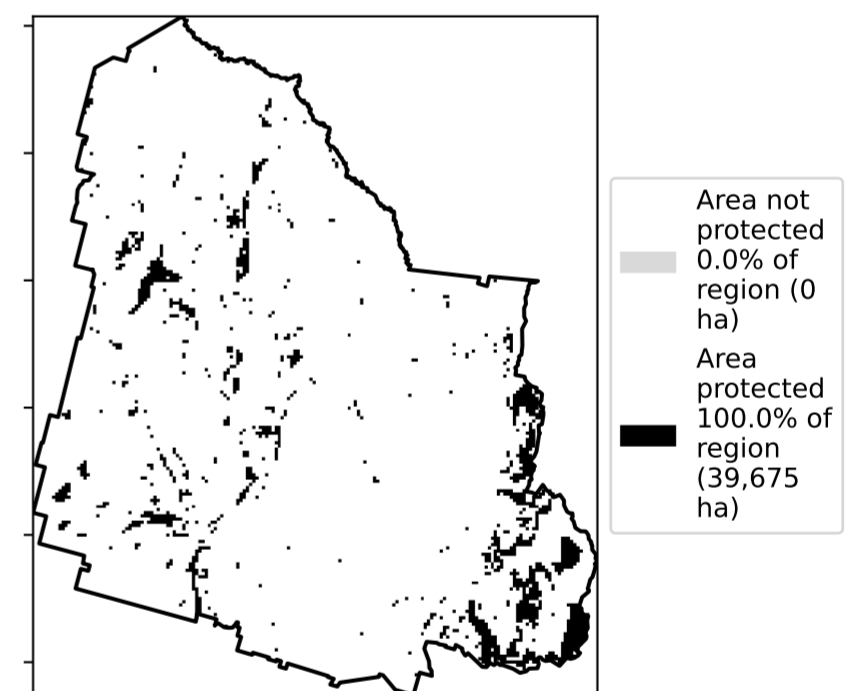 Area not
protected
0.0% of
region (0
ha)
Area
protected
100.0% of
region
(39,675
ha)